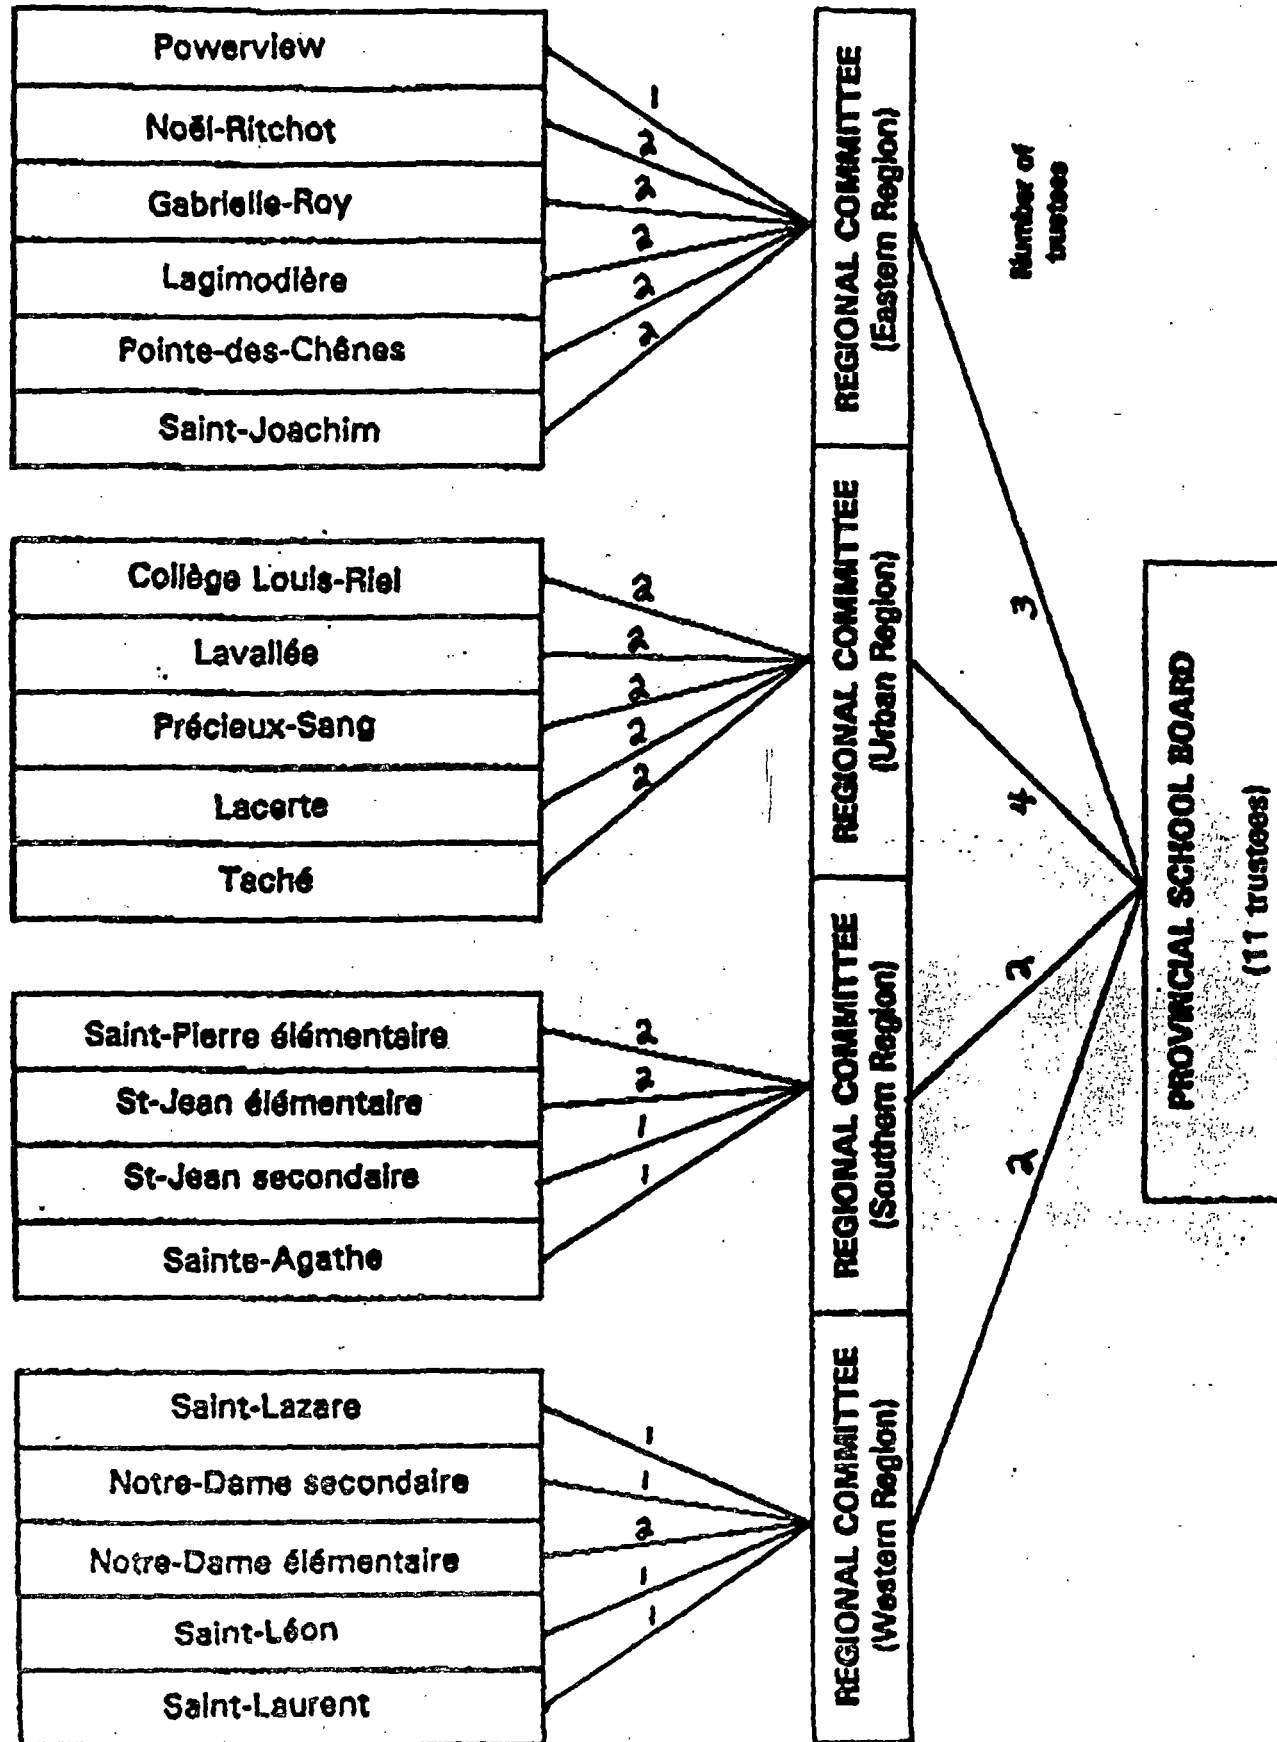 Powerview
Noël-Ritchot
Gabrielle-Roy
Lagimodière
Pointe-des-Chênes
Saint-Joachim
1
2
2
2
2
2
REGIONAL COMMITTEE
(Eastern Region)
Collège Louis-Riel
Lavallée
Précieux-Sang
Lacerte
Taché
2
2
2
2
2
REGIONAL COMMITTEE
(Urban Region)
Saint-Pierre élémentaire
St-Jean élémentaire
St-Jean secondaire
Sainte-Agathe
2
2
1
1
REGIONAL COMMITTEE
(Southern Region)
Saint-Lazare
Notre-Dame secondaire
Notre-Dame élémentaire
Saint-Léon
Saint-Laurent
1
1
2
1
1
REGIONAL COMMITTEE
(Western Region)
Number of
trustees
3
4
2
2
PROVINCIAL SCHOOL BOARD
(11 trustees)